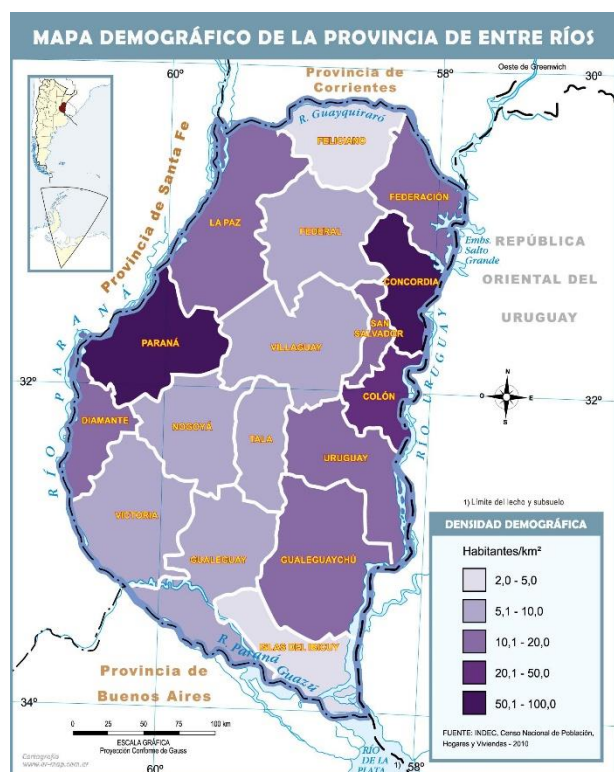 MAPA DEMOGRÁFICO DE LA PROVINCIA DE ENTRE RÍOS
60°
58°
Oeste de Greenwich
30°
Provincia de
Corrientes
R. Guayquiraró
FELICIANO
Provincia de Santa Fe
FEDERACIÓN
LA PAZ
FEDERAL
Embs.
Salto
Grande
REPÚBLICA
ORIENTAL DEL
URUGUAY
CONCORDIA
RÍO PARANÁ
SAN
SALVADOR
PARANÁ
VILLAGUAY
RÍO URUGUAY
32°
COLÓN
32°
N
O
E
S
DIAMANTE
NOGOYÁ
TALA
URUGUAY
1) Límite del lecho y subsuelo
VICTORIA
GUALEGUAY
GUALEGUAYCHÚ
DENSIDAD DEMOGRÁFICA
Habitantes/km²
2,0 - 5,0
5,1 - 10,0
10,1 - 20,0
20,1 - 50,0
50,1 - 100,0
FUENTE: INDEC, Censo Nacional de Población,
Hogares y Viviendas - 2010
ISLAS DEL IBICUY
R. Paraná Guazú
Provincia de
Buenos Aires
34°
34°
0 25 50 75 100 km
ESCALA GRÁFICA
Proyección Conforme de Gauss
Cartografía
RÍO
DE LA
PLATA
1)
60°
58°